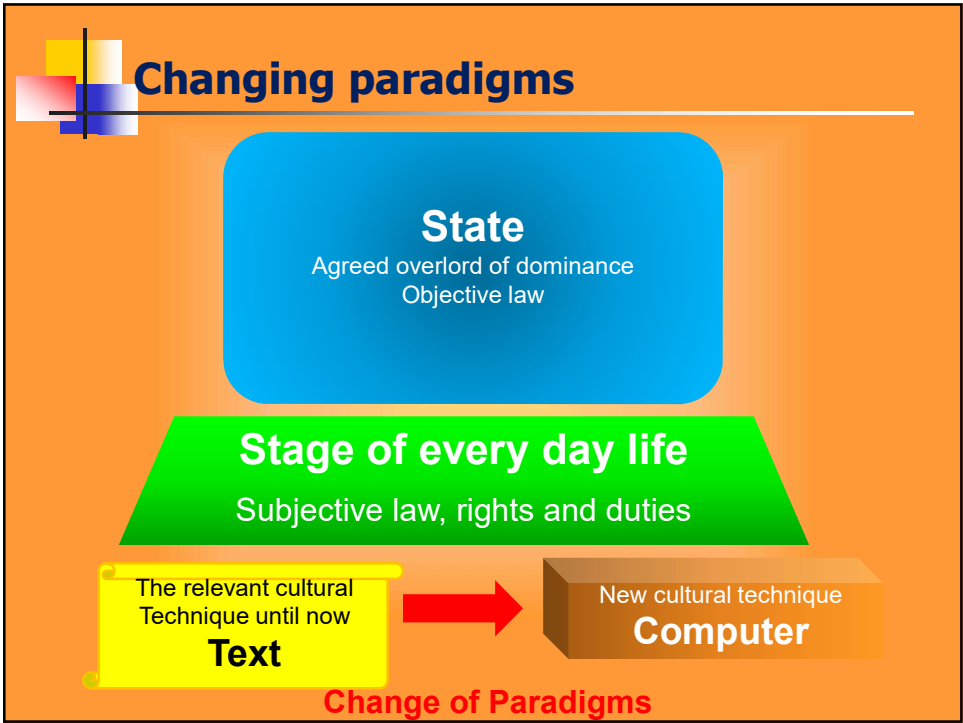 Changing paradigms
State
Agreed overlord of dominance
Objective law
Stage of every day life
Subjective law, rights and duties
The relevant cultural
Technique until now
Text
New cultural technique
Computer
Change of Paradigms